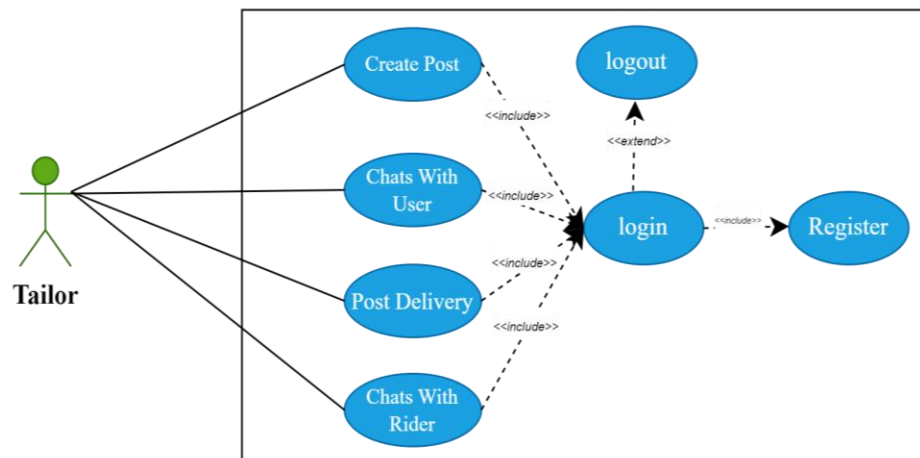 Create Post
logout
<<include>>
<<extend>>
Chats With
User
<<include>>
login
<<include>>
Register
<<include>>
Tailor
Post Delivery
<<include>>
Chats With
Rider